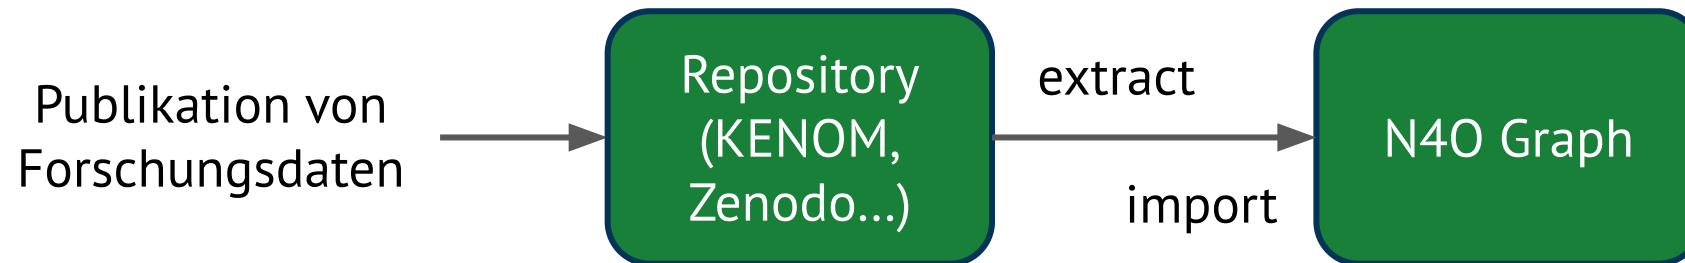 Publikation von
Forschungsdaten
Repository
(KENOM,
Zenodo...)
extract
import
N4O Graph